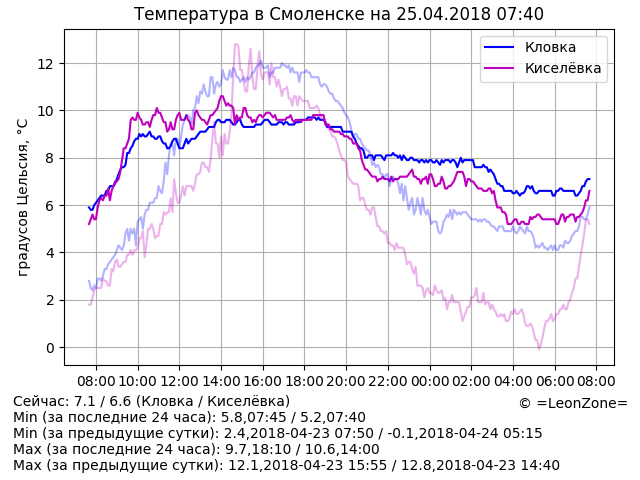 Температура в Смоленске на 25.04.2018 07:40
градусов Цельсия, °C
12
10
8
6
4
2
0
Кловка
Киселёвка
08:00 10:00 12:00 14:00 16:00 18:00 20:00 22:00 00:00 02:00 04:00 06:00 08:00
Сейчас: 7.1 / 6.6 (Кловка / Киселёвка)
© =LeonZone=
Min (за последние 24 часа): 5.8,07:45 / 5.2,07:40
Min (за предыдущие сутки): 2.4,2018-04-23 07:50 / -0.1,2018-04-24 05:15
Max (за последние 24 часа): 9.7,18:10 / 10.6,14:00
Max (за предыдущие сутки): 12.1,2018-04-23 15:55 / 12.8,2018-04-23 14:40